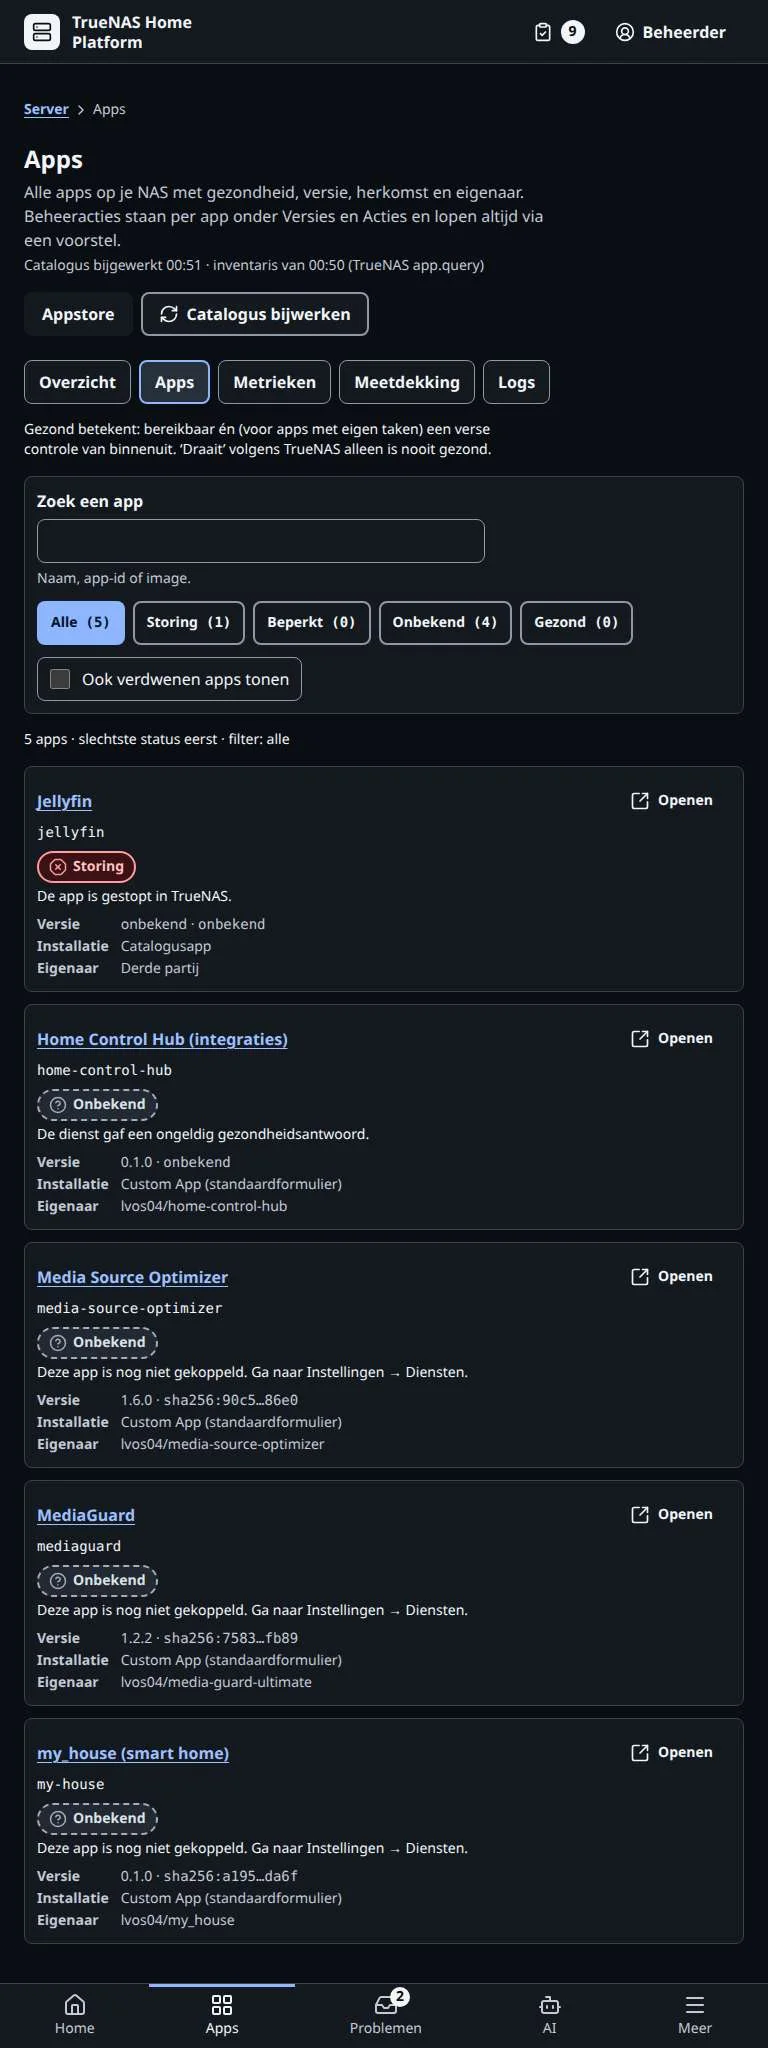 TrueNAS Home
Platform
9
Beheerder
Server > Apps
Apps
Alle apps op je NAS met gezondheid, versie, herkomst en eigenaar.
Beheeracties staan per app onder Versies en Acties en lopen altijd via
een voorstel.
Catalogus bijgewerkt 00:51 · inventaris van 00:50 (TrueNAS app.query)
Appstore
Catalogus bijwerken
Overzicht
Apps
Metrieken
Meetdekking
Logs
Gezond betekent: bereikbaar én (voor apps met eigen taken) een verse
controle van binnenuit. ‘Draait’ volgens TrueNAS alleen is nooit gezond.
Zoek een app
Naam, app-id of image.
Alle (5)
Storing (1)
Beperkt (0)
Onbekend (4)
Gezond (0)
Ook verdwenen apps tonen
5 apps · slechtste status eerst · filter: alle
Jellyfin
Openen
jellyfin
Storing
De app is gestopt in TrueNAS.
Versie onbekend · onbekend
Installatie Catalogusapp
Eigenaar Derde partij
Home Control Hub (integraties)
Openen
home-control-hub
Onbekend
De dienst gaf een ongeldig gezondheidsantwoord.
Versie 0.1.0 · onbekend
Installatie Custom App (standaardformulier)
Eigenaar lvos04/home-control-hub
Media Source Optimizer
Openen
media-source-optimizer
Onbekend
Deze app is nog niet gekoppeld. Ga naar Instellingen → Diensten.
Versie 1.6.0 · sha256:90c5…86e0
Installatie Custom App (standaardformulier)
Eigenaar lvos04/media-source-optimizer
MediaGuard
Openen
mediaguard
Onbekend
Deze app is nog niet gekoppeld. Ga naar Instellingen → Diensten.
Versie 1.2.2 · sha256:7583…fb89
Installatie Custom App (standaardformulier)
Eigenaar lvos04/media-guard-ultimate
my_house (smart home)
Openen
my-house
Onbekend
Deze app is nog niet gekoppeld. Ga naar Instellingen → Diensten.
Versie 0.1.0 · sha256:a195…da6f
Installatie Custom App (standaardformulier)
Eigenaar lvos04/my_house
Home
Apps
2
Problemen
AI
Meer